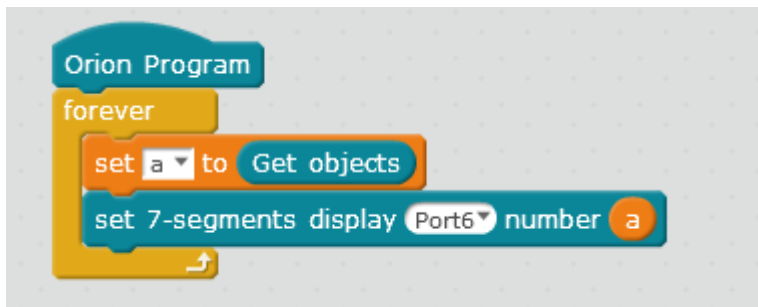 Orion Program
forever
set a to Get objects
set 7-segments display Port6 number a